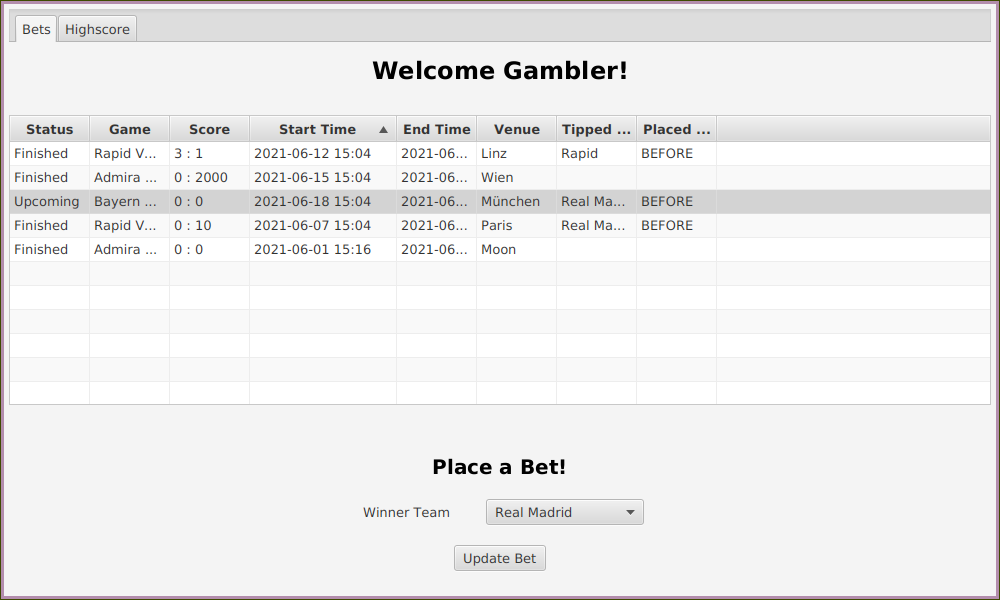 Bets Highscore
Welcome Gambler!
Status Game Score Start Time End Time Venue Tipped ... Placed ...
Finished Rapid V... 3 : 1 2021-06-12 15:04 2021-06... Linz Rapid BEFORE
Finished Admira ... 0 : 2000 2021-06-15 15:04 2021-06... Wien
Upcoming Bayern ... 0 : 0 2021-06-18 15:04 2021-06... München Real Ma... BEFORE
Finished Rapid V... 0 : 10 2021-06-07 15:04 2021-06... Paris Real Ma... BEFORE
Finished Admira ... 0 : 0 2021-06-01 15:16 2021-06... Moon
Place a Bet!
Winner Team Real Madrid
Update Bet